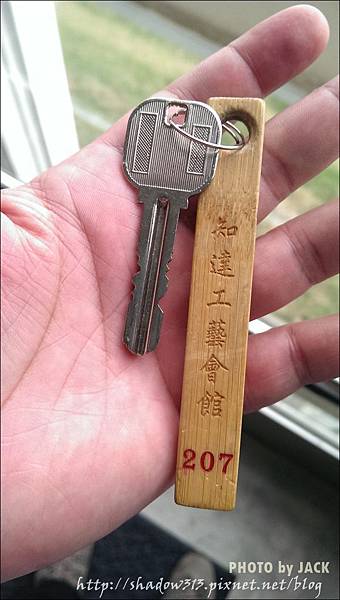 知達工藝會館
207
PHOTO by JACK
http://shadow313.pixnet.net/blog